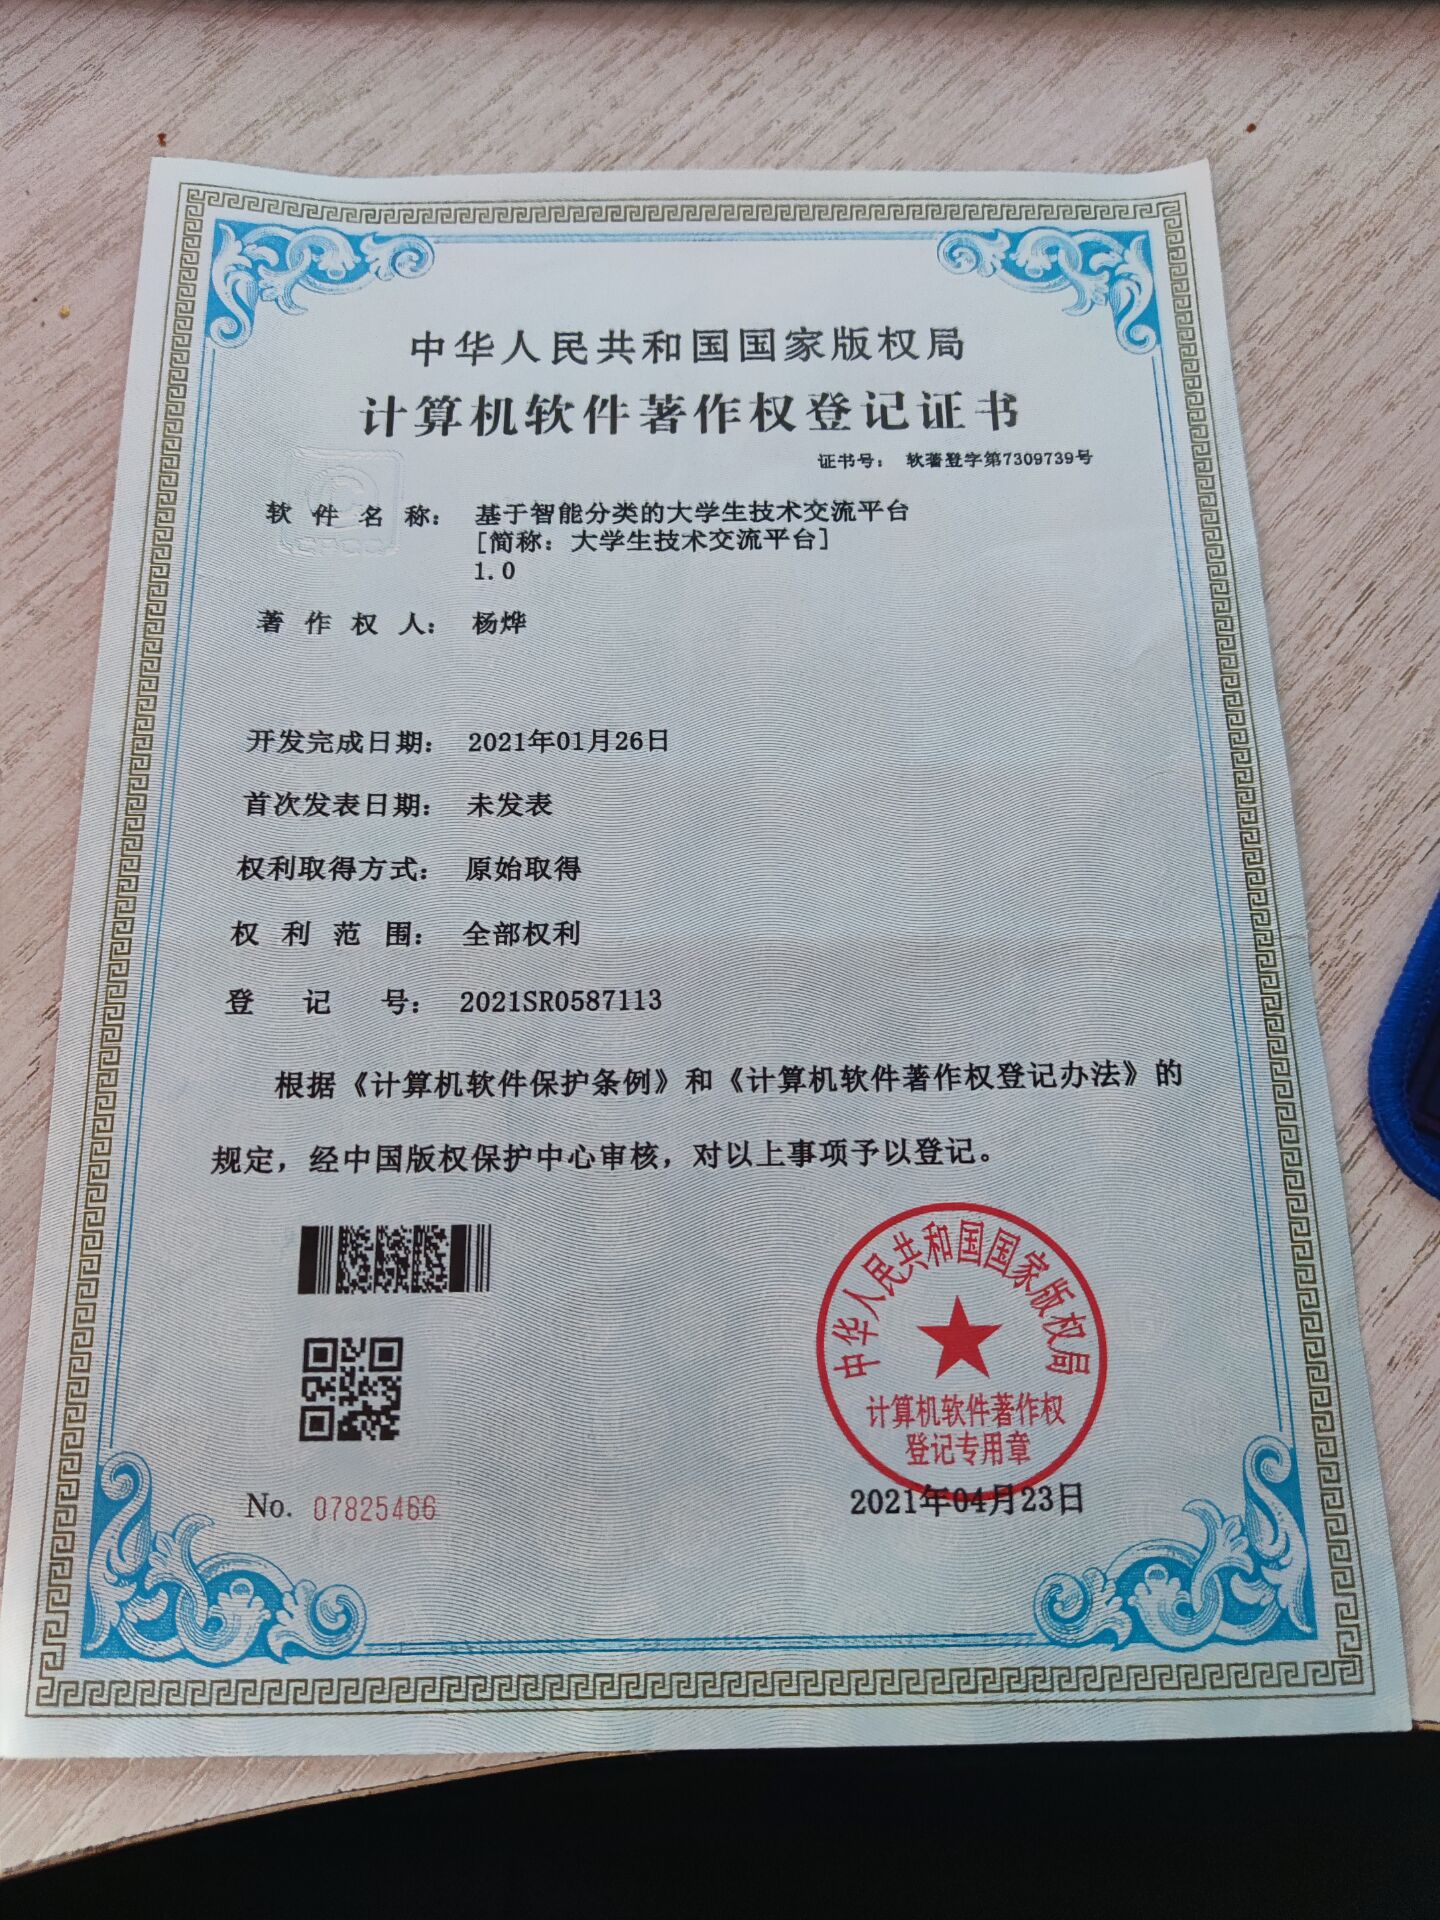 中华人民共和国国家版权局
计算机软件著作权登记证书
证书号： 软著登字第7309739号
软件名称： 基于智能分类的大学生技术交流平台
[简称：大学生技术交流平台]
1.0
著作权人： 杨烨
开发完成日期： 2021年01月26日
首次发表日期： 未发表
权利取得方式： 原始取得
权利范围： 全部权利
登记号： 2021SR0587113
根据《计算机软件保护条例》和《计算机软件著作权登记办法》的
规定，经中国版权保护中心审核，对以上事项予以登记。
中华人民共和国国家版权局
计算机软件著作权
登记专用章
No. 07825466
2021年04月23日